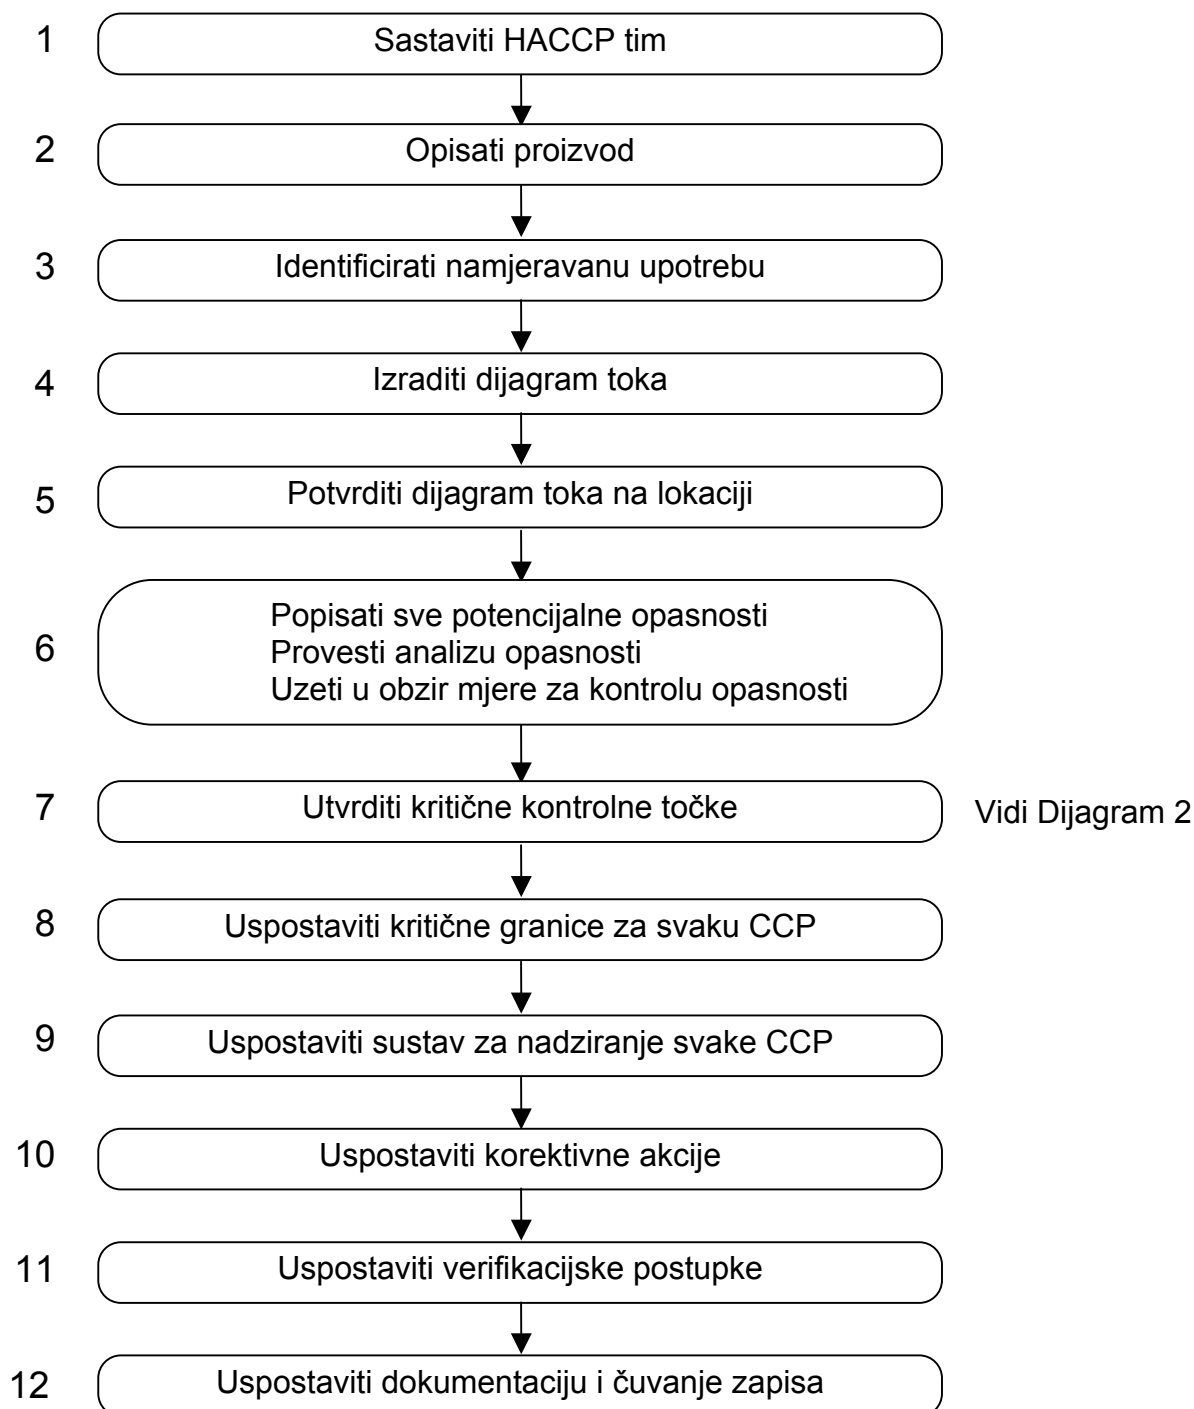 1 Sastaviti HACCP tim
2 Opisati proizvod
3 Identificirati namjeravanu upotrebu
4 Izraditi dijagram toka
5 Potvrditi dijagram toka na lokaciji
Popisati sve potencijalne opasnosti
6 Provesti analizu opasnosti
Uzeti u obzir mjere za kontrolu opasnosti
7 Utvrditi kritične kontrolne točke Vidi Dijagram 2
8 Uspostaviti kritične granice za svaku CCP
9 Uspostaviti sustav za nadziranje svake CCP
10 Uspostaviti korektivne akcije
11 Uspostaviti verifikacijske postupke
12 Uspostaviti dokumentaciju i čuvanje zapisa